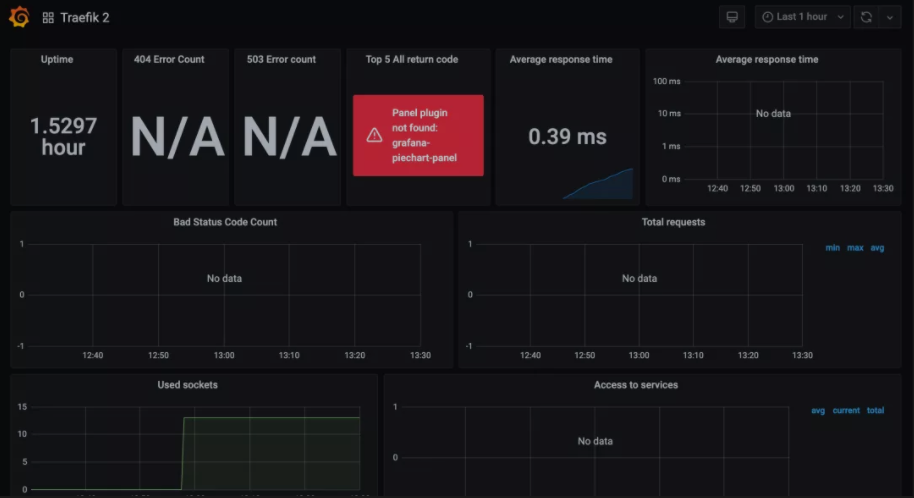 Traefik 2
Last 1 hour
Uptime
1.5297
hour
404 Error Count
N/A
503 Error count
N/A
Top 5 All return code
Panel plugin
not found:
grafana-
piechart-panel
Average response time
0.39 ms
Average response time
100 ms
10 ms
1 ms
0 ms
No data
12:40 12:50 13:00 13:10 13:20 13:30
Bad Status Code Count
1
0
-1
No data
12:40 12:50 13:00 13:10 13:20 13:30
Total requests
1
0
-1
No data
12:40 12:50 13:00 13:10 13:20 13:30
min max avg
Used sockets
15
10
5
0
Access to services
1
0
No data
avg current total